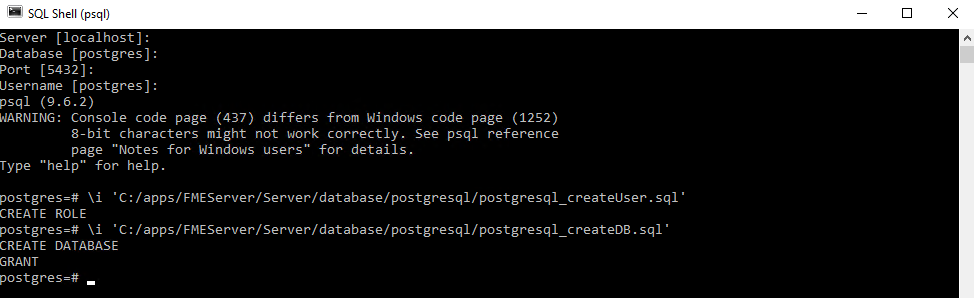 SQL Shell (psql)
Server [localhost]:
Database [postgres]:
Port [5432]:
Username [postgres]:
psql (9.6.2)
WARNING: Console code page (437) differs from Windows code page (1252)
         8-bit characters might not work correctly. See psql reference
         page "Notes for Windows users" for details.
Type "help" for help.

postgres=# \i 'C:/apps/FMEServer/Server/database/postgresql/postgresql_createUser.sql'
CREATE ROLE
postgres=# \i 'C:/apps/FMEServer/Server/database/postgresql/postgresql_createDB.sql'
CREATE DATABASE
GRANT
postgres=#